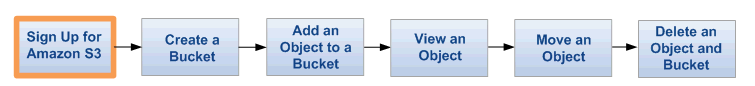 Sign Up for
Amazon S3
Create a
Bucket
Add an
Object to a
Bucket
View an
Object
Move an
Object
Delete an
Object and
Bucket